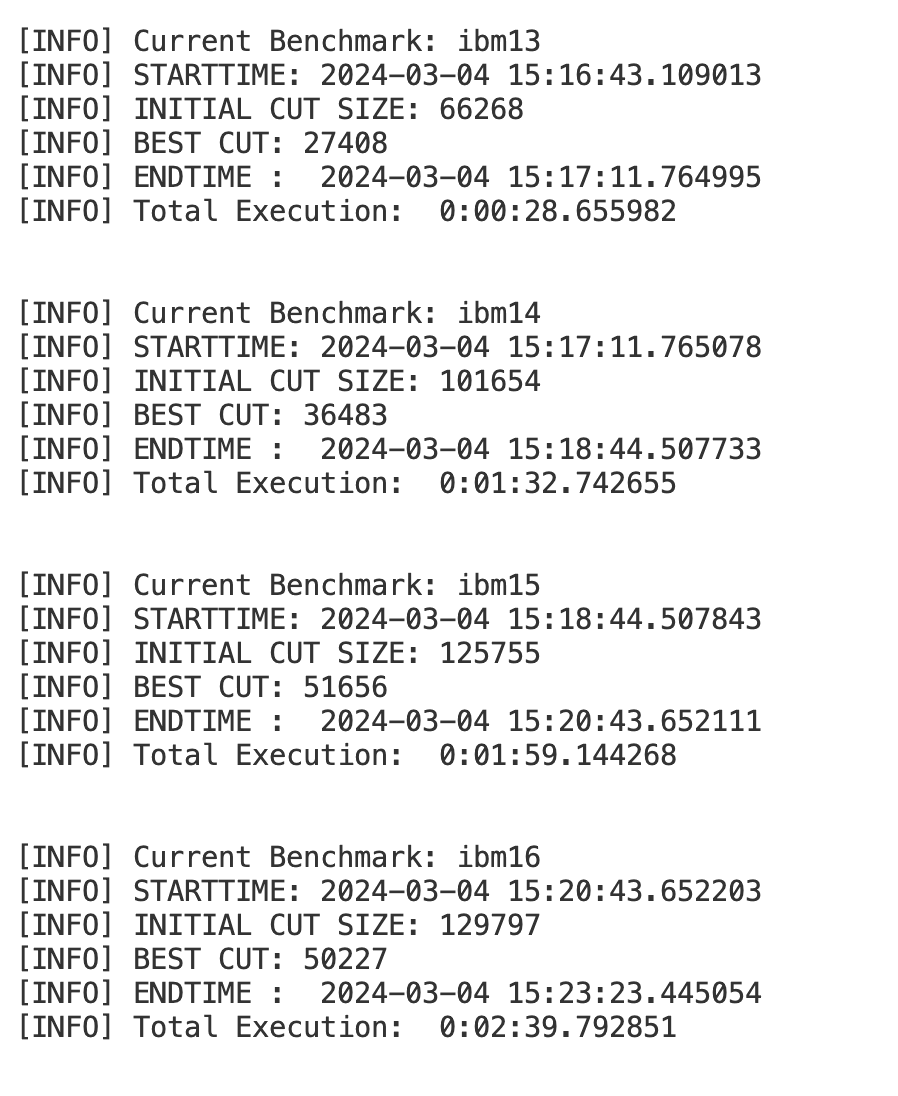 [INFO] Current Benchmark: ibm13
[INFO] STARTTIME: 2024-03-04 15:16:43.109013
[INFO] INITIAL CUT SIZE: 66268
[INFO] BEST CUT: 27408
[INFO] ENDTIME :  2024-03-04 15:17:11.764995
[INFO] Total Execution:  0:00:28.655982
[INFO] Current Benchmark: ibm14
[INFO] STARTTIME: 2024-03-04 15:17:11.765078
[INFO] INITIAL CUT SIZE: 101654
[INFO] BEST CUT: 36483
[INFO] ENDTIME :  2024-03-04 15:18:44.507733
[INFO] Total Execution:  0:01:32.742655
[INFO] Current Benchmark: ibm15
[INFO] STARTTIME: 2024-03-04 15:18:44.507843
[INFO] INITIAL CUT SIZE: 125755
[INFO] BEST CUT: 51656
[INFO] ENDTIME :  2024-03-04 15:20:43.652111
[INFO] Total Execution:  0:01:59.144268
[INFO] Current Benchmark: ibm16
[INFO] STARTTIME: 2024-03-04 15:20:43.652203
[INFO] INITIAL CUT SIZE: 129797
[INFO] BEST CUT: 50227
[INFO] ENDTIME :  2024-03-04 15:23:23.445054
[INFO] Total Execution:  0:02:39.792851